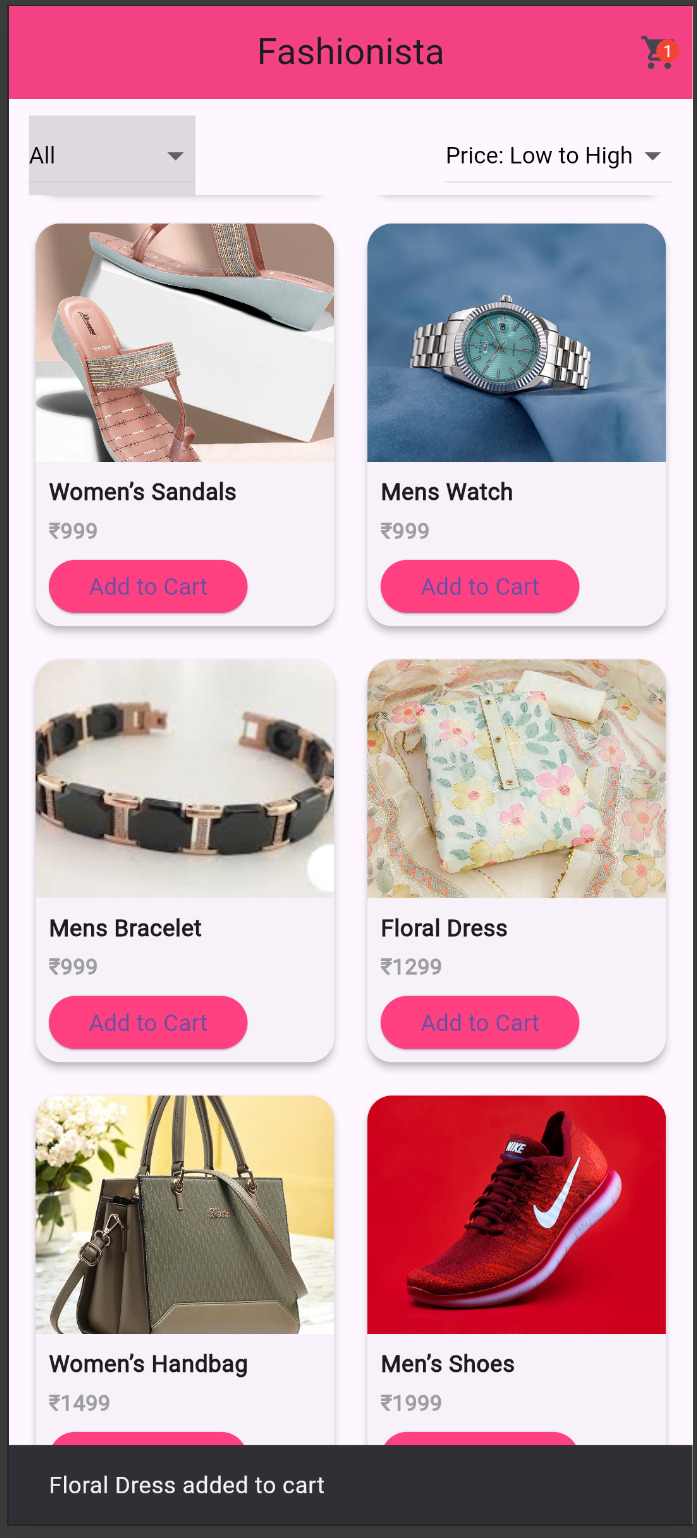 Fashionista
1
All
Price: Low to High
Women’s Sandals
₹999
Add to Cart
Mens Watch
₹999
Add to Cart
Mens Bracelet
₹999
Add to Cart
Floral Dress
₹1299
Add to Cart
Women’s Handbag
₹1499
NIKE
Men’s Shoes
₹1999
Floral Dress added to cart